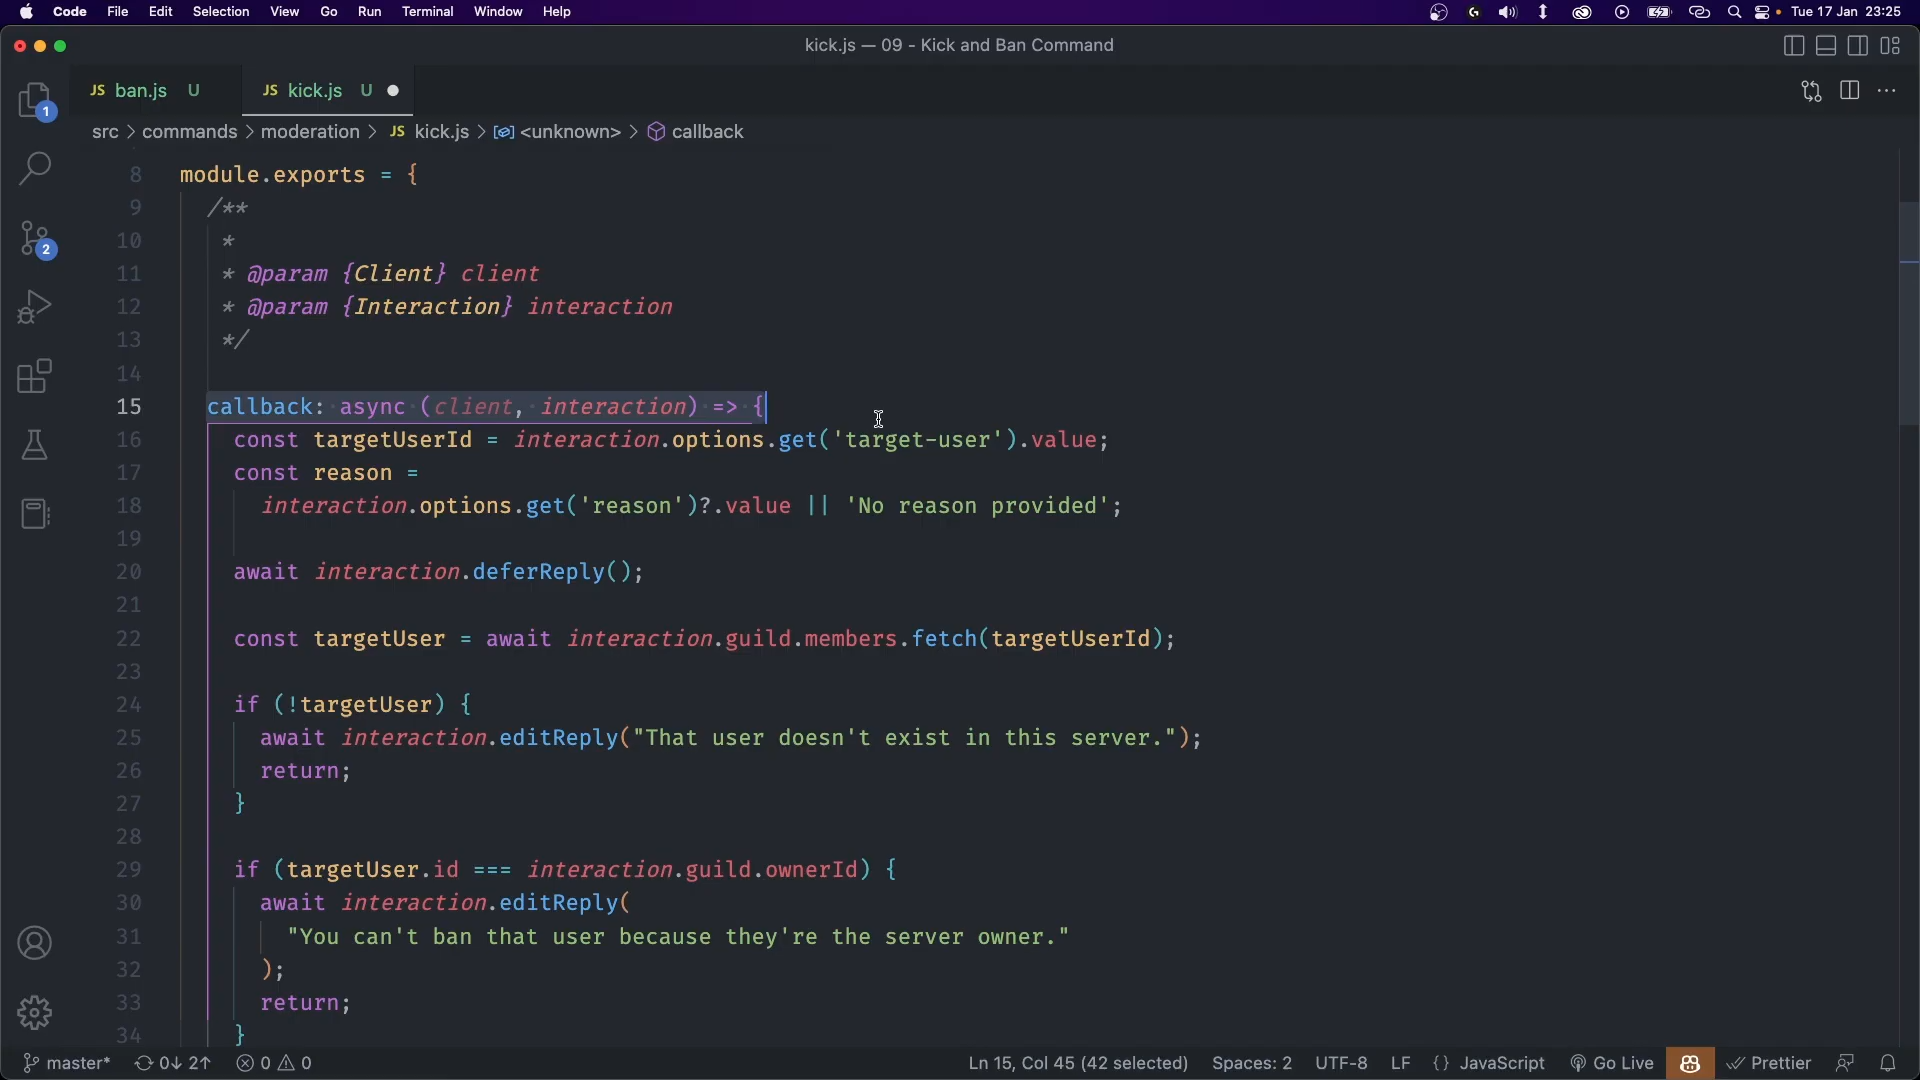 Code File Edit Selection View Go Run Terminal Window Help Tue 17 Jan 23:25
kick.js — 09 - Kick and Ban Command
JS ban.js U JS kick.js U
src > commands > moderation > JS kick.js > <unknown> > callback
1
2
8 module.exports = {
9 /**
10 *
11 * @param {Client} client
12 * @param {Interaction} interaction
13 */
14
15 callback: async (client, interaction) => {
16 const targetUserId = interaction.options.get('target-user').value;
17 const reason =
18 interaction.options.get('reason')?.value || 'No reason provided';
19
20 await interaction.deferReply();
21
22 const targetUser = await interaction.guild.members.fetch(targetUserId);
23
24 if (!targetUser) {
25 await interaction.editReply("That user doesn't exist in this server.");
26 return;
27 }
28
29 if (targetUser.id === interaction.guild.ownerId) {
30 await interaction.editReply(
31 "You can't ban that user because they're the server owner."
32 );
33 return;
34 }
master* 0↓ 2↑ 0 0 Ln 15, Col 45 (42 selected) Spaces: 2 UTF-8 LF {} JavaScript Go Live Prettier